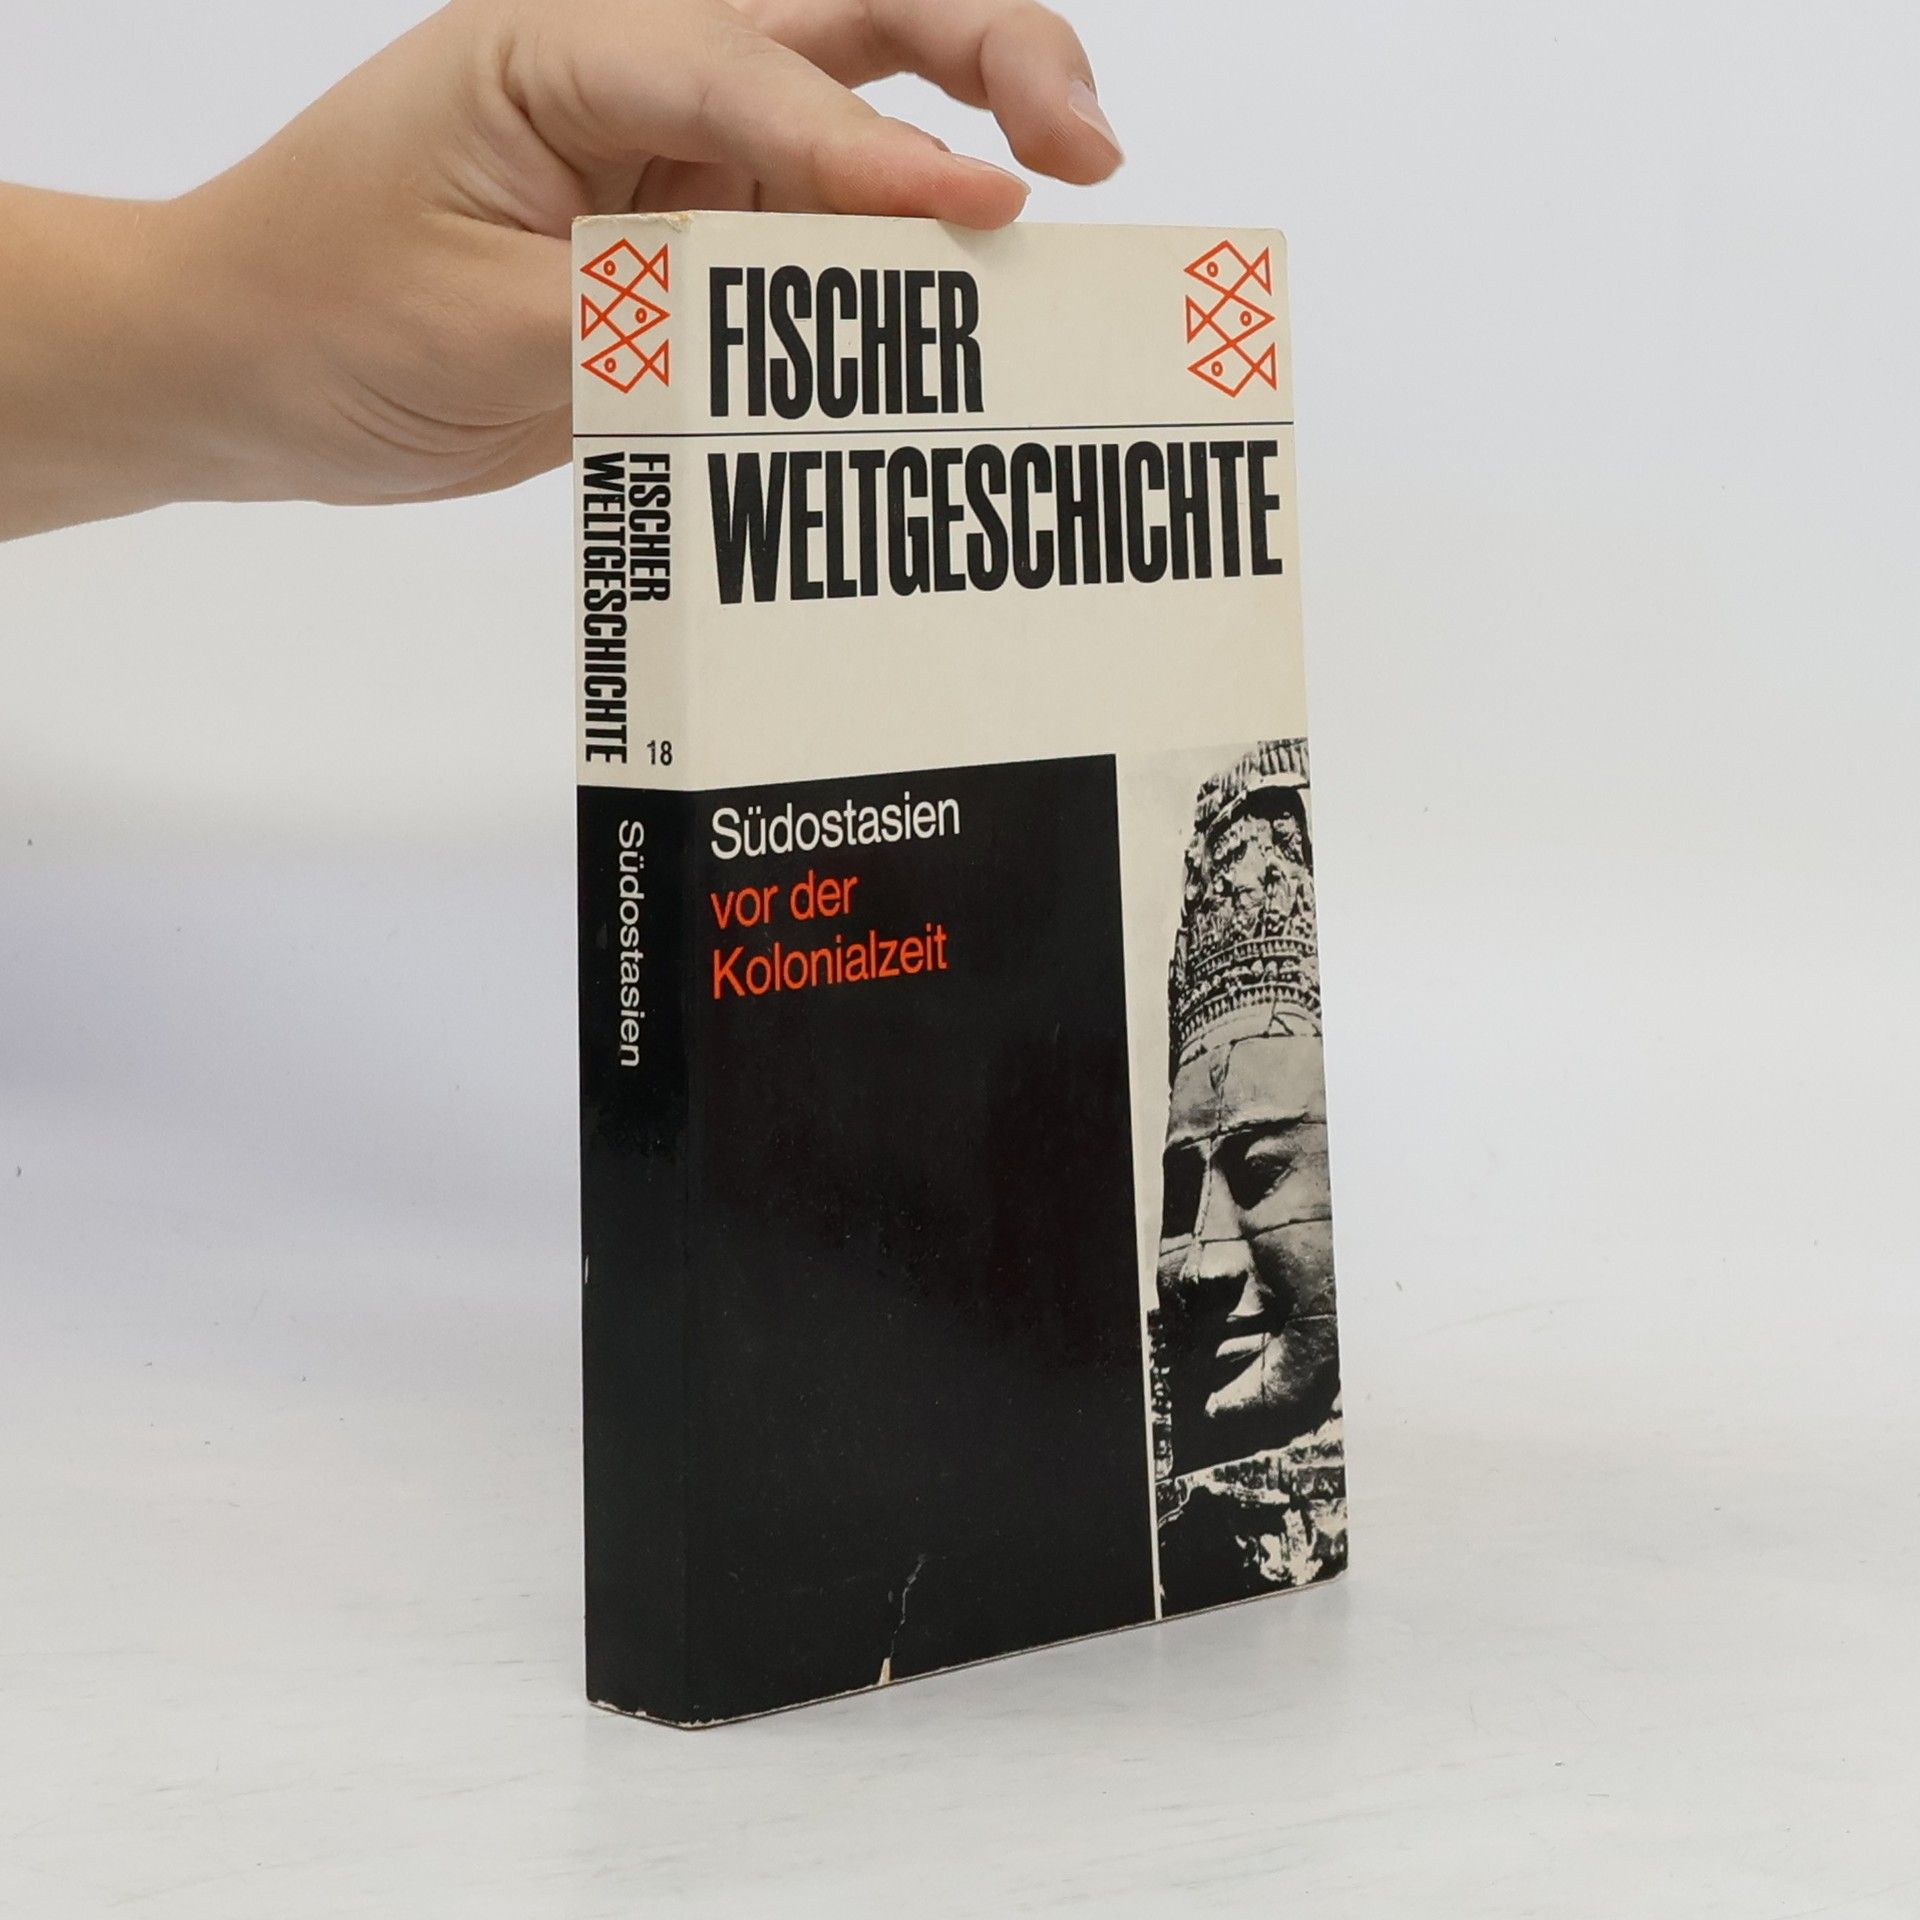 FISCHER
WELTGESCHICHTE
18
Südostasien
FISCHER
WELTGESCHICHTE
Südostasien
vor der
Kolonialzeit